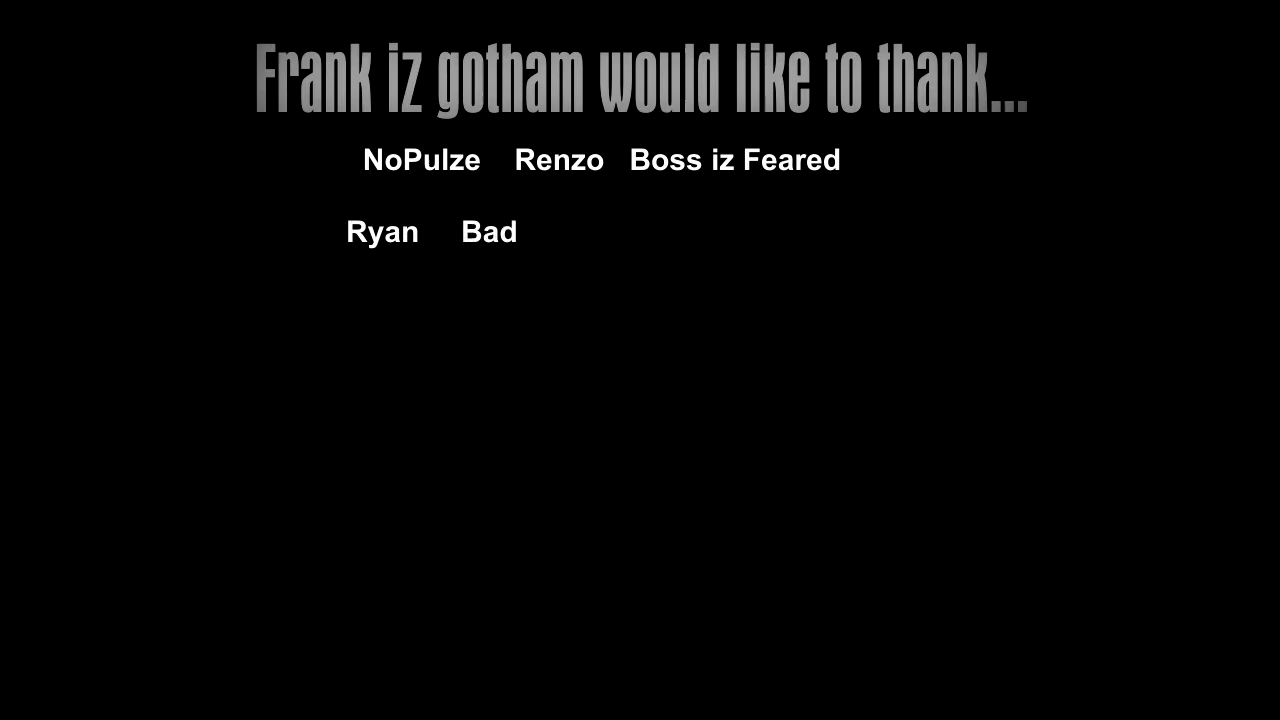 Frank iz gotham would like to thank...
NoPulze Renzo Boss iz Feared
Ryan Bad